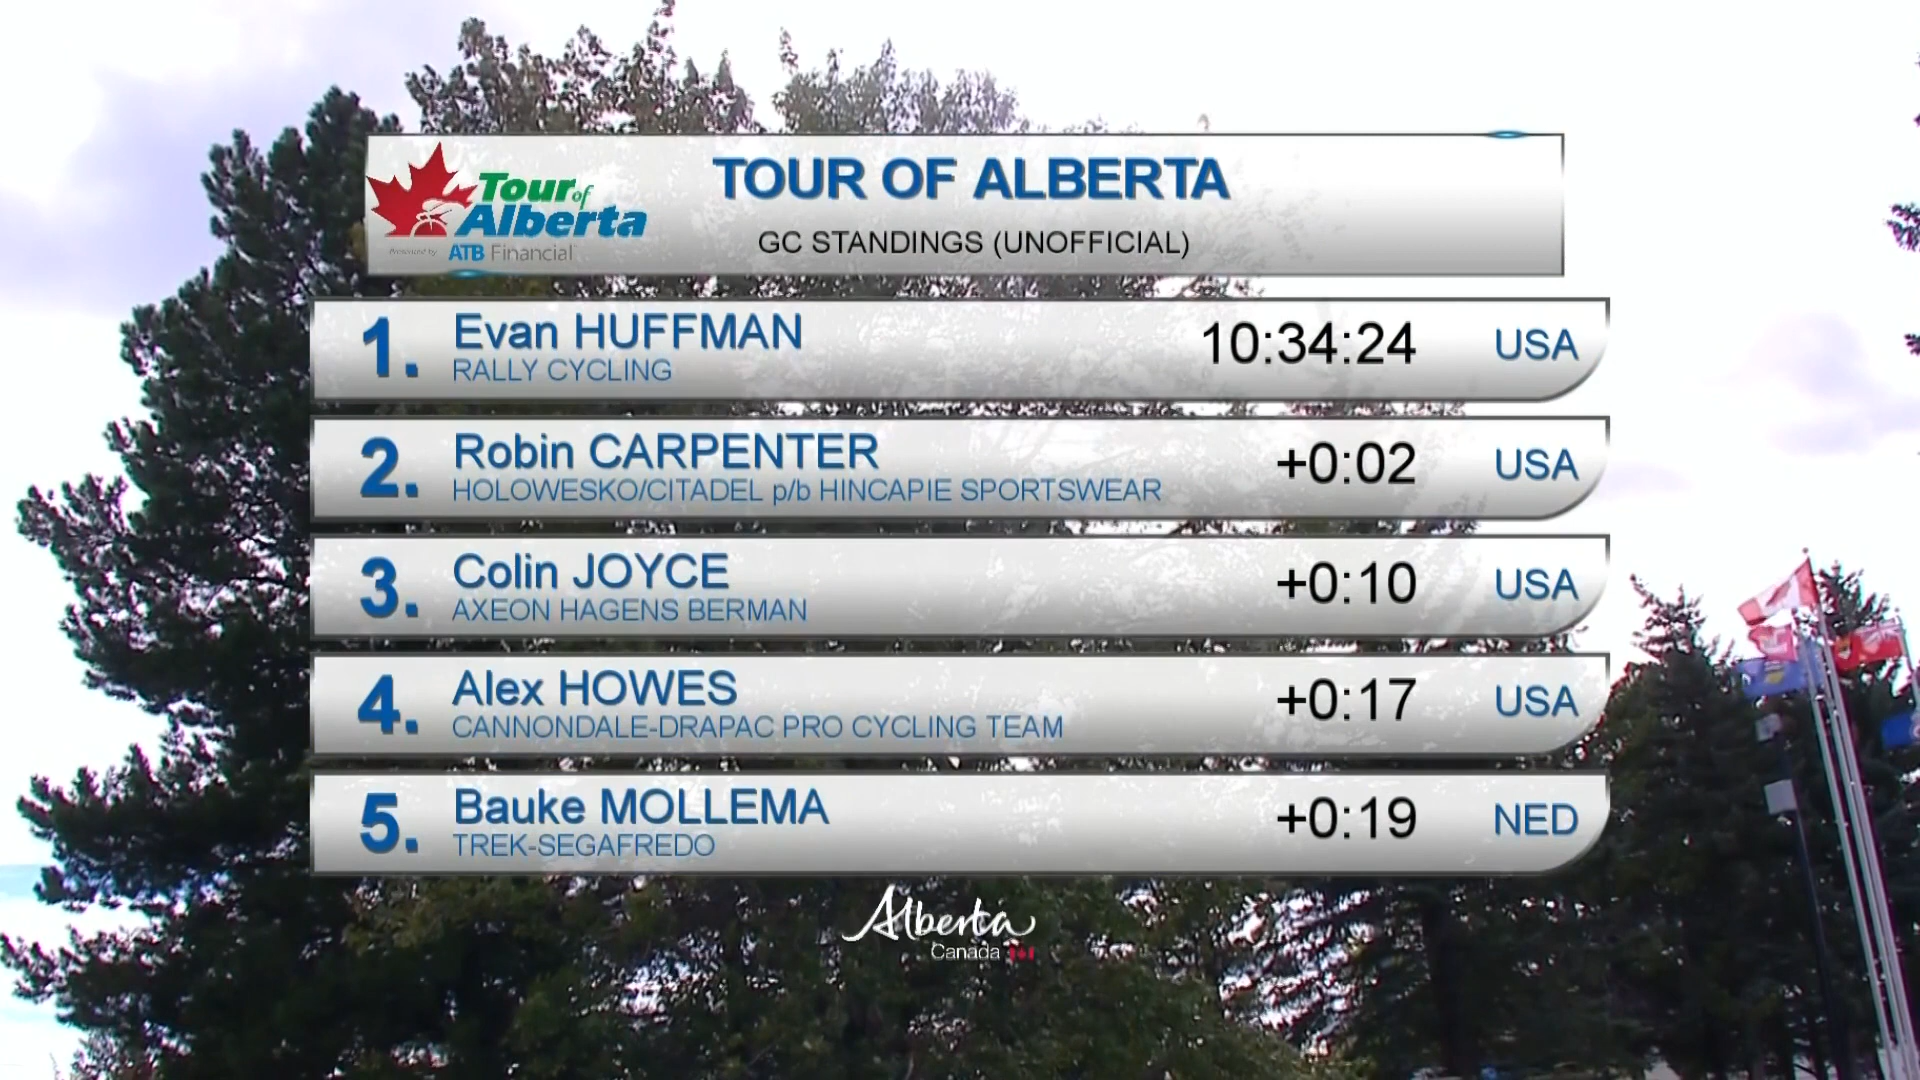 Tour of
Alberta
Presented by
ATB Financial
TOUR OF ALBERTA
GC STANDINGS (UNOFFICIAL)
1. Evan HUFFMAN 10:34:24 USA
RALLY CYCLING
2. Robin CARPENTER +0:02 USA
HOLOWESKO/CITADEL p/b HINCAPIE SPORTSWEAR
3. Colin JOYCE +0:10 USA
AXEON HAGENS BERMAN
4. Alex HOWES +0:17 USA
CANNONDALE-DRAPAC PRO CYCLING TEAM
5. Bauke MOLLEMA +0:19 NED
TREK-SEGAFREDO
Alberta
Canada